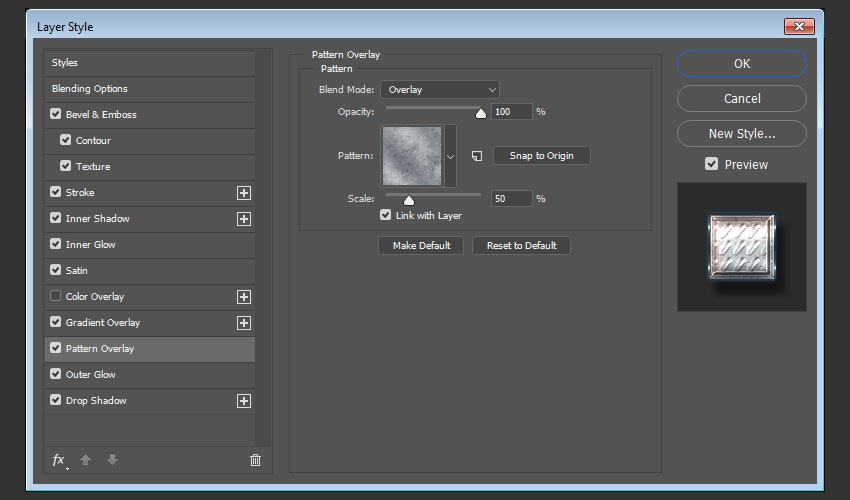 Layer Style
Styles
Blending Options
Bevel & Emboss
Contour
Texture
Stroke
Inner Shadow
Inner Glow
Satin
Color Overlay
Gradient Overlay
Pattern Overlay
Outer Glow
Drop Shadow
fx
Pattern Overlay
Pattern
Blend Mode: Overlay
Opacity: 100 %
Pattern: Snap to Origin
Scale: 50 %
Link with Layer
Make Default Reset to Default
OK
Cancel
New Style...
Preview